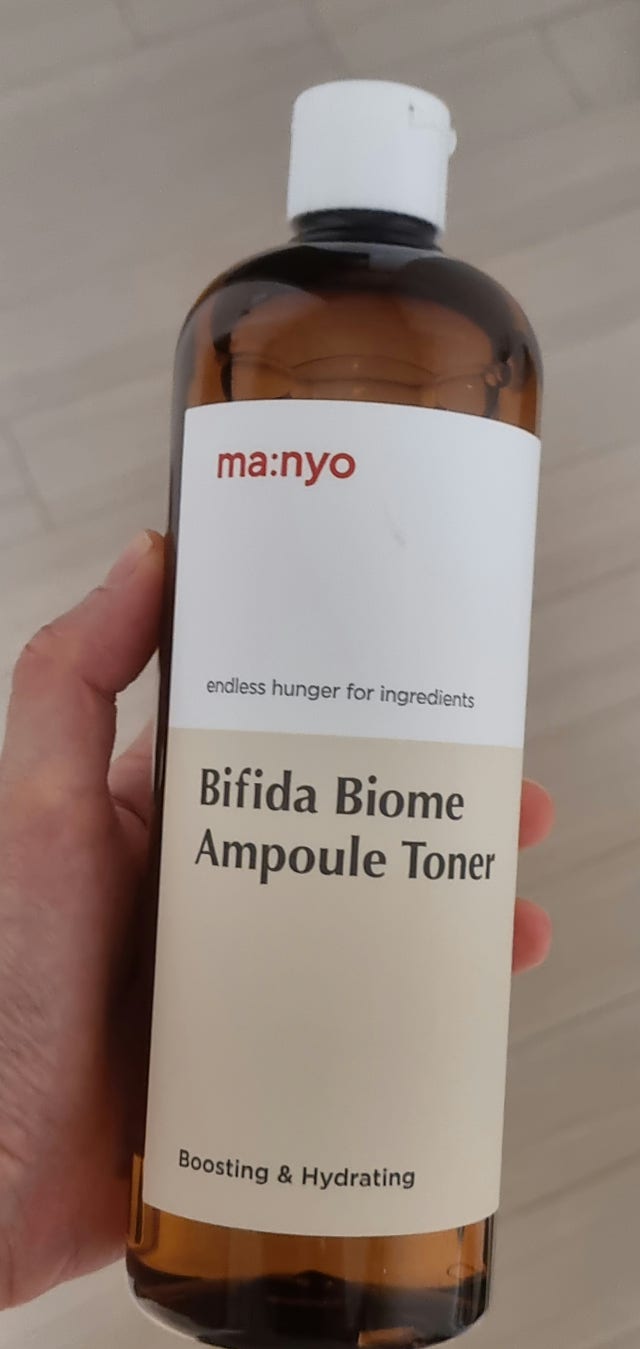 ma:nyo
endless hunger for ingredients
Bifida Biome
Ampoule Toner
Boosting & Hydrating